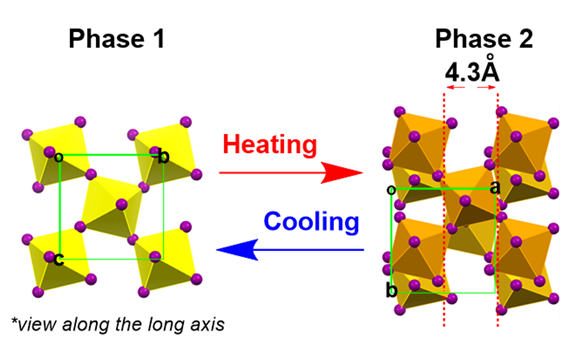 Phase 1
Phase 2
4.3Å
Heating
Cooling
o
b
c
o
a
b
*view along the long axis